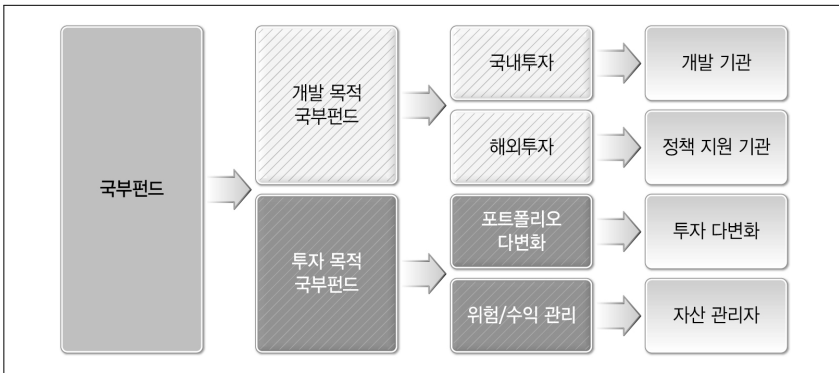 국부펀드
개발 목적
국부펀드
국내투자
개발 기관
해외투자
정책 지원 기관
투자 목적
국부펀드
포트폴리오
다변화
투자 다변화
위험/수익 관리
자산 관리자